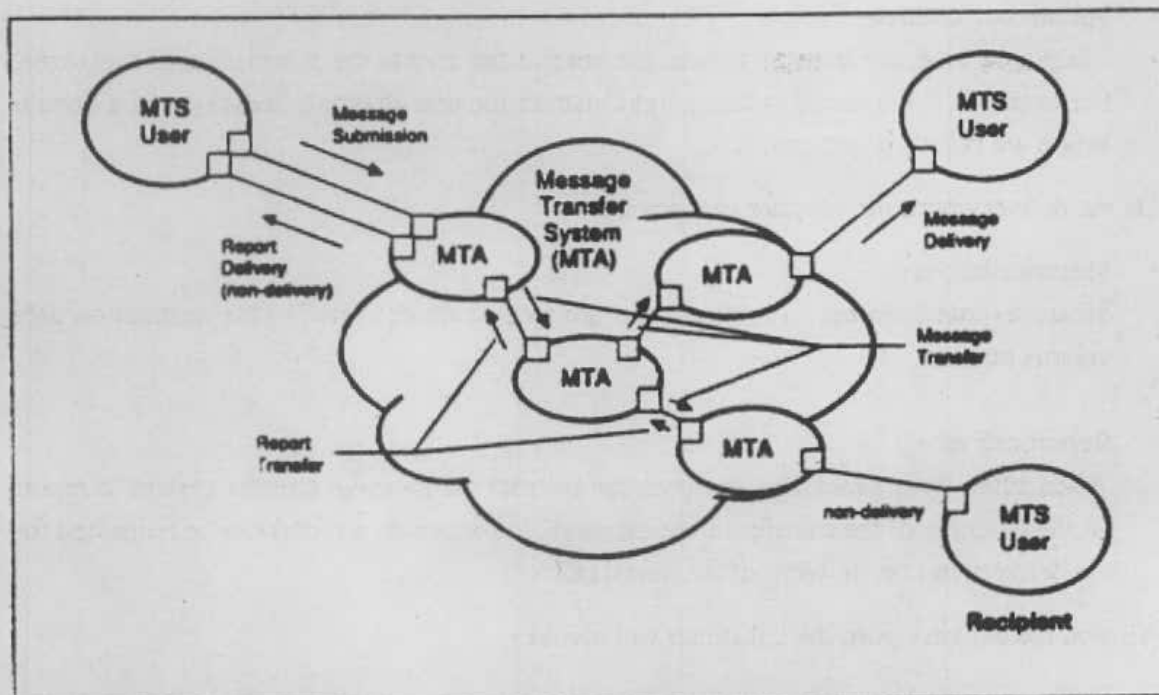 MTS
User
Message
Submission
MTS
User
Message
Transfer
System
(MTA)
Report
Delivery
(non-delivery)
MTA
MTA
Message
Delivery
MTA
Message
Transfer
Report
Transfer
MTA
non-delivery
MTS
User
Recipient